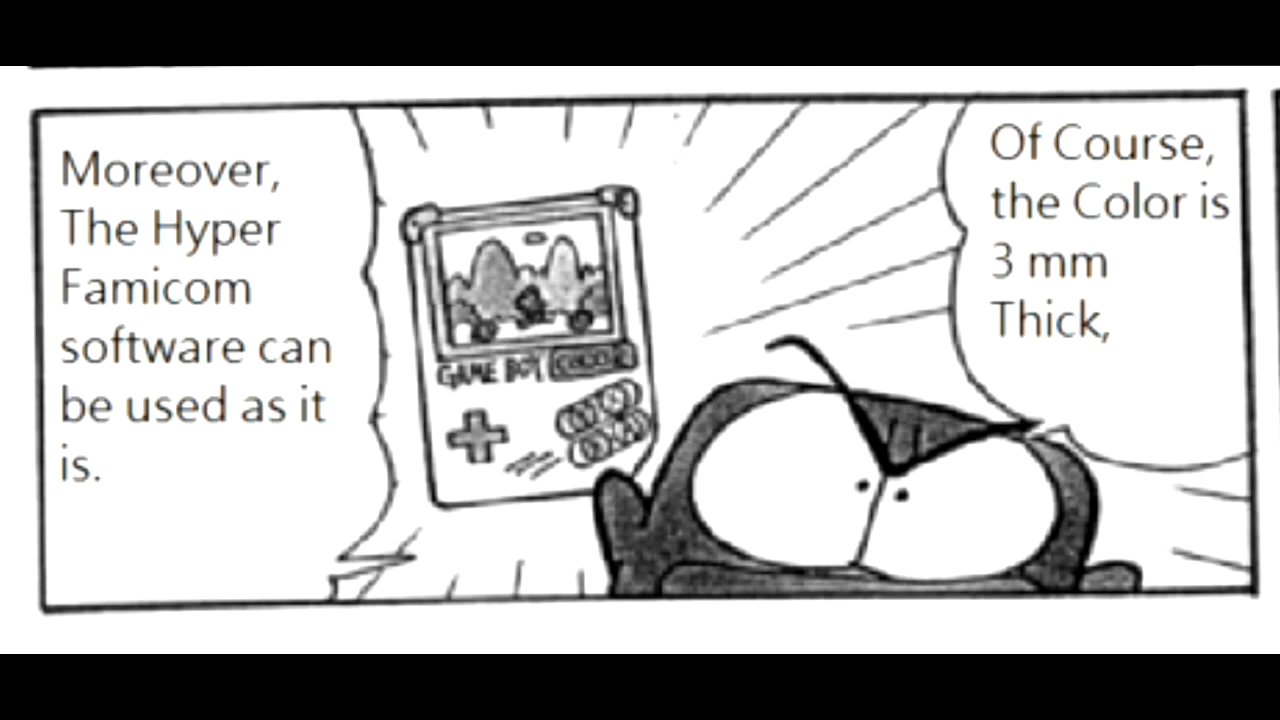 Of Course,
the Color is
3 mm
Thick,
GAME BOY COLOR
Moreover,
The Hyper
Famicom
software can
be used as it
is.